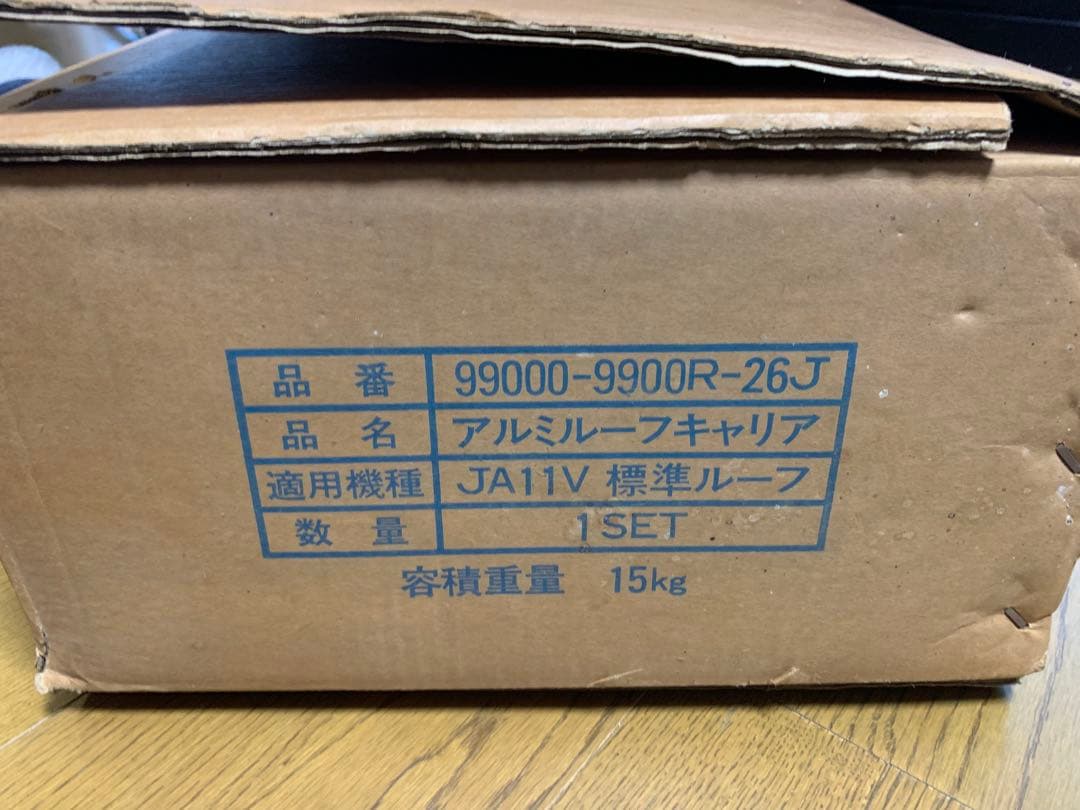 品番 99000-9900R-26J
品名 アルミルーフキャリア
適用機種 JA11V 標準ルーフ
数量 1SET
容積重量 15kg